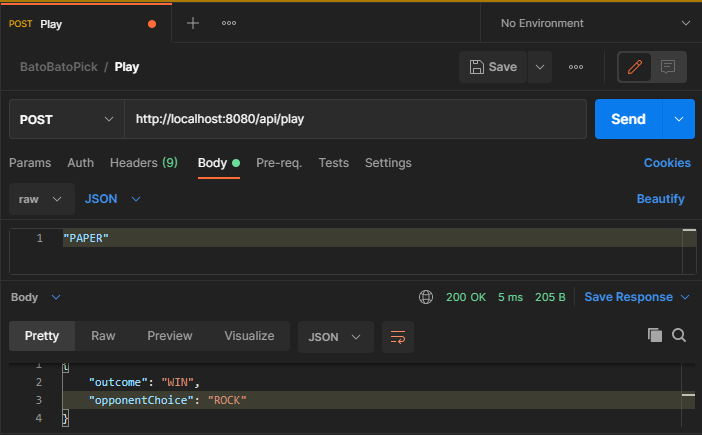 POST Play
No Environment
BatoBatoPick / Play
Save
POST
http://localhost:8080/api/play
Send
Params Auth Headers (9) Body Pre-req. Tests Settings
Cookies
raw JSON
Beautify
1 "PAPER"
Body
200 OK 5 ms 205 B Save Response
Pretty Raw Preview Visualize JSON
1 {
2 "outcome": "WIN",
3 "opponentChoice": "ROCK"
4 }